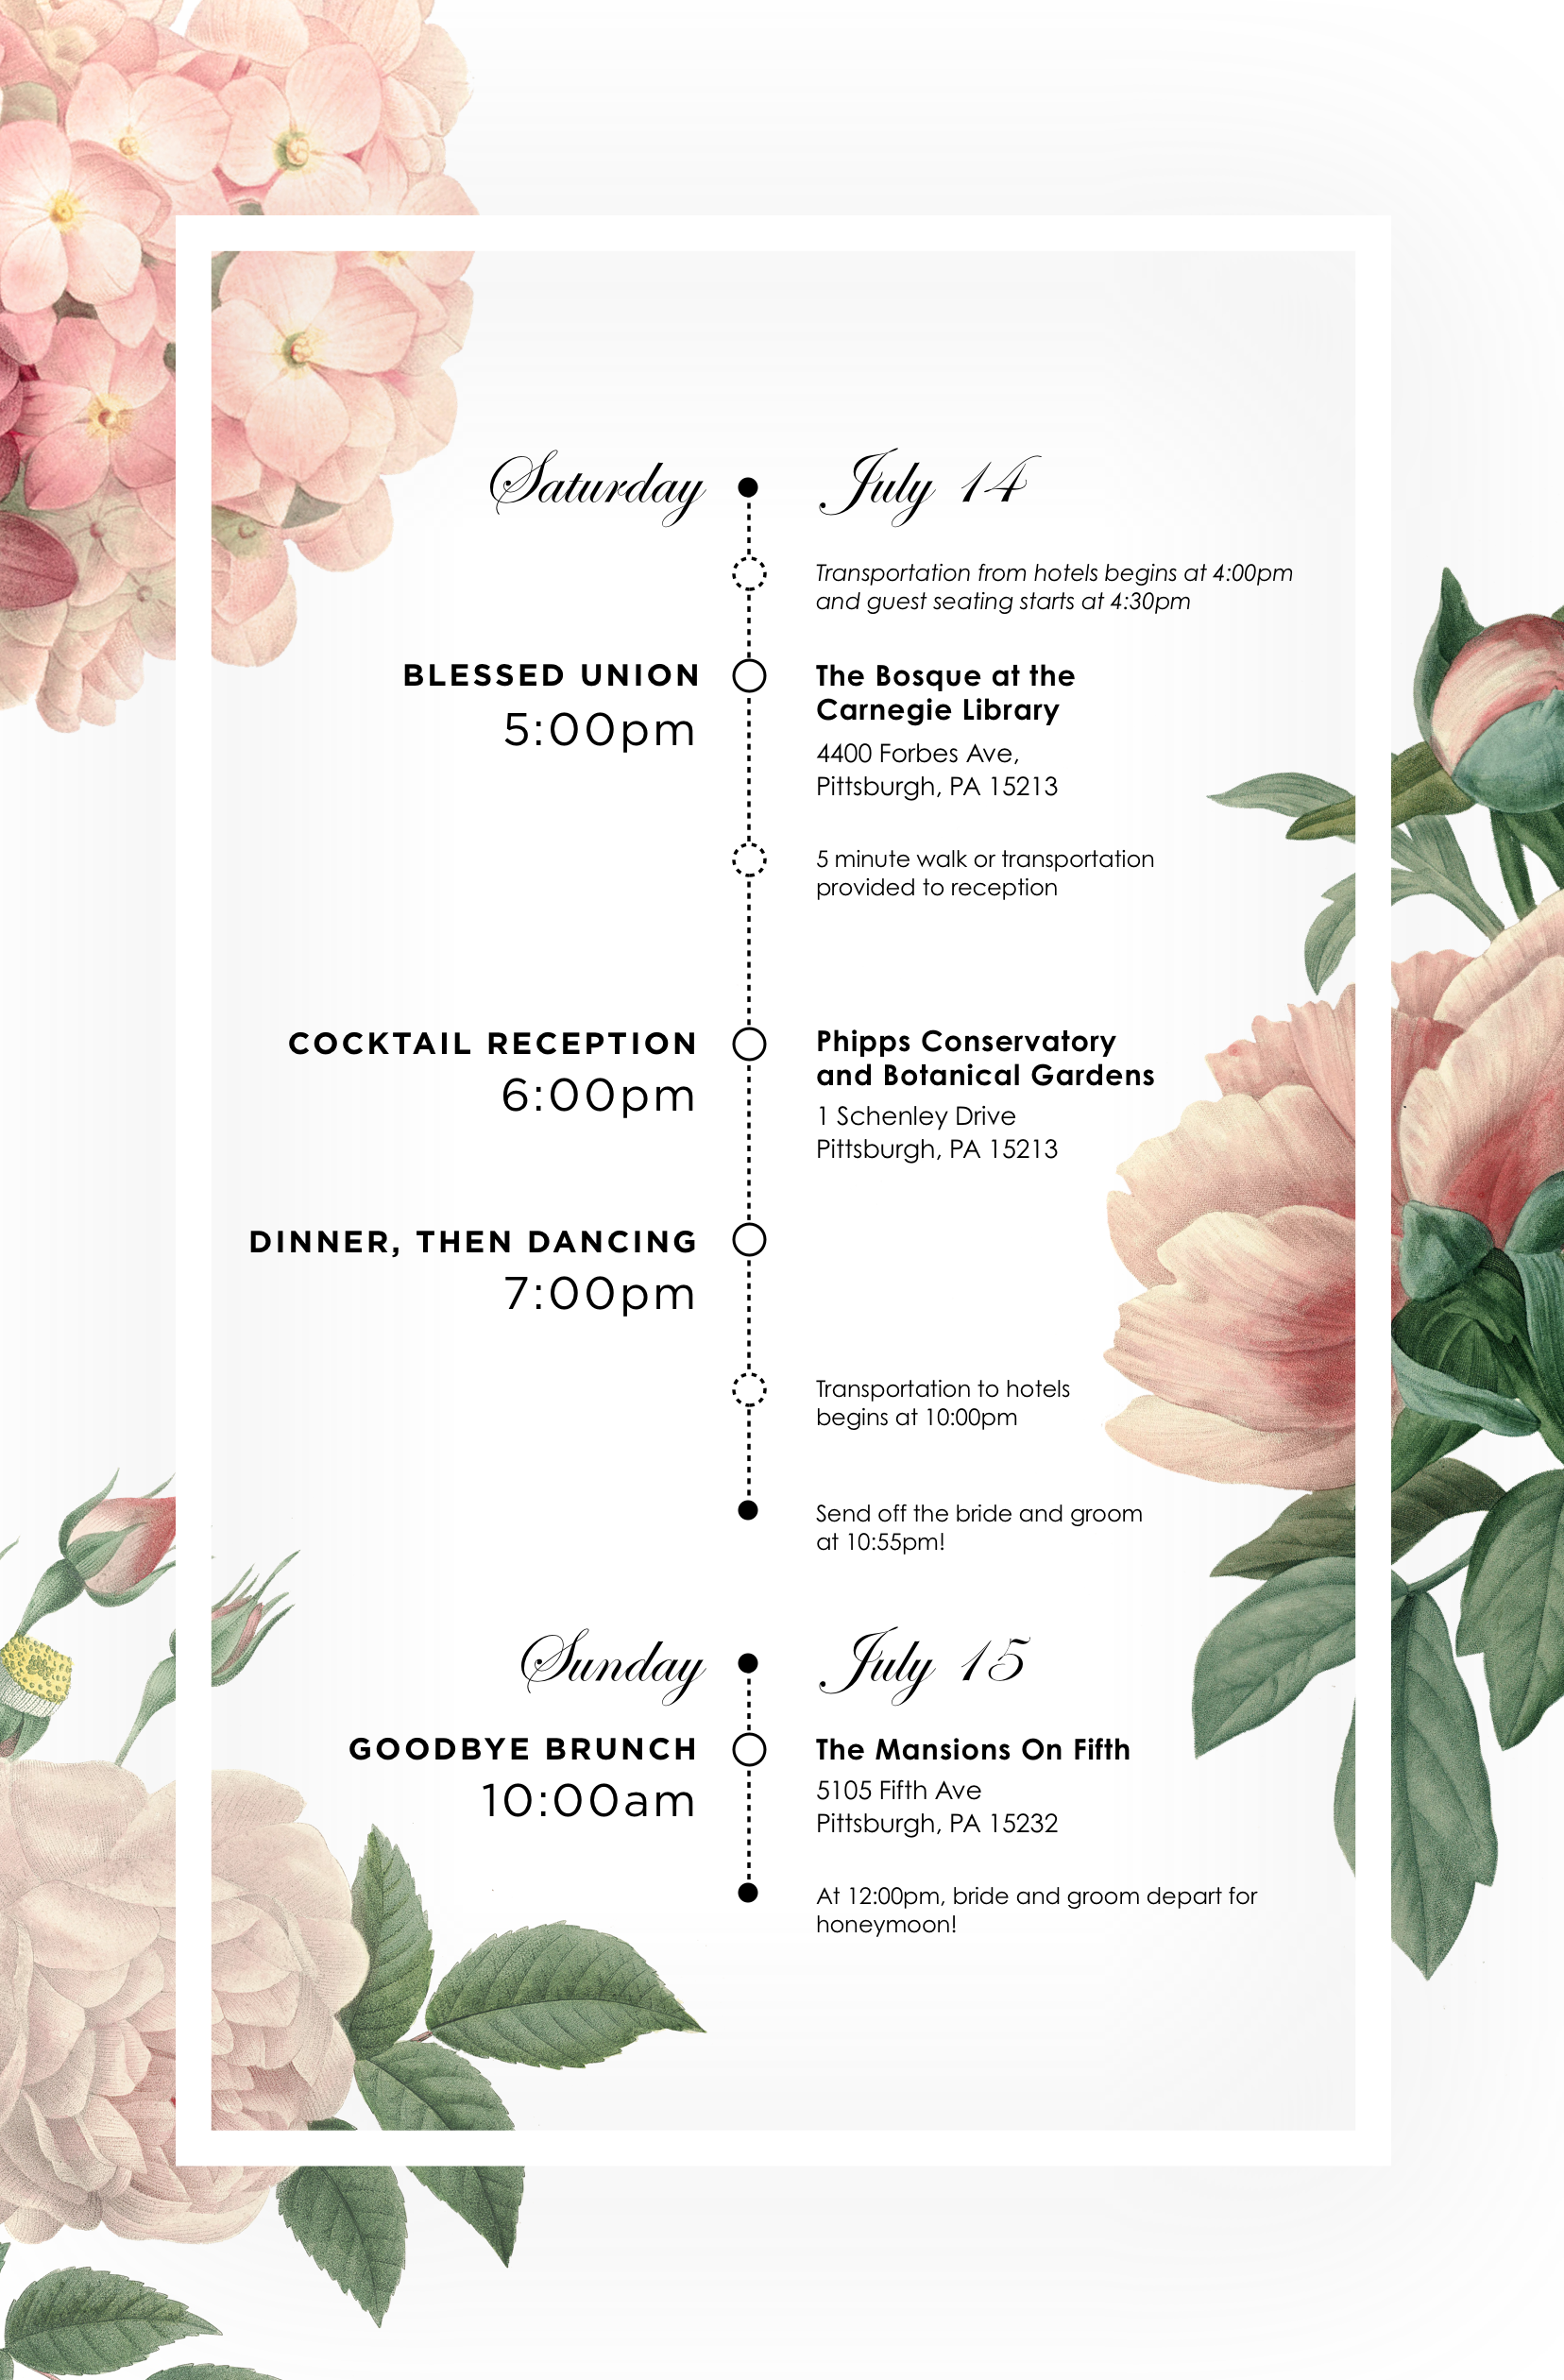 Saturday
July 14
Transportation from hotels begins at 4:00pm
and guest seating starts at 4:30pm
BLESSED UNION
5:00pm
The Bosque at the
Carnegie Library
4400 Forbes Ave,
Pittsburgh, PA 15213
5 minute walk or transportation
provided to reception
COCKTAIL RECEPTION
6:00pm
Phipps Conservatory
and Botanical Gardens
1 Schenley Drive
Pittsburgh, PA 15213
DINNER, THEN DANCING
7:00pm
Transportation to hotels
begins at 10:00pm
Send off the bride and groom
at 10:55pm!
Sunday
July 15
GOODBYE BRUNCH
10:00am
The Mansions On Fifth
5105 Fifth Ave
Pittsburgh, PA 15232
At 12:00pm, bride and groom depart for
honeymoon!